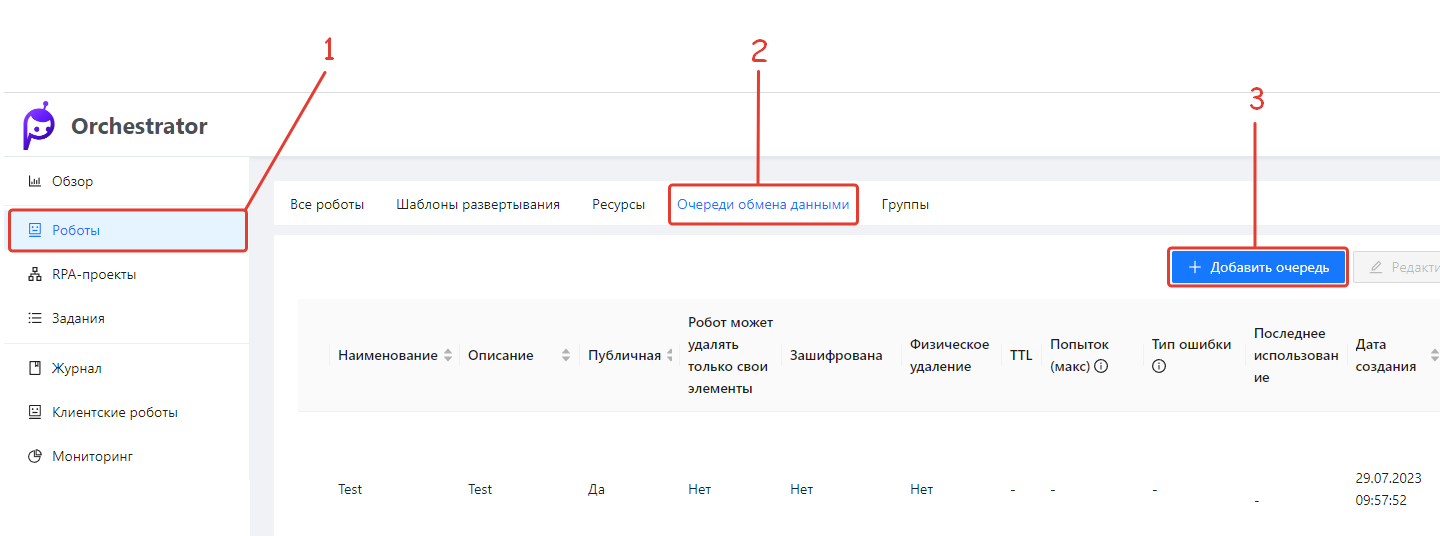 1
2
3
Orchestrator
Обзор
Роботы
RPA-проекты
Задания
Журнал
Клиентские роботы
Мониторинг
Все роботы Шаблоны развертывания Ресурсы Очереди обмена данными Группы
Добавить очередь Редакти
Наименование Описание Публичная Робот может удалять только свои элементы Зашифрована Физическое удаление TTL Попыток (макс) Тип ошибки Последнее использован ие Дата создания
Test Test Да Нет Нет Нет - - - - 29.07.2023 09:57:52